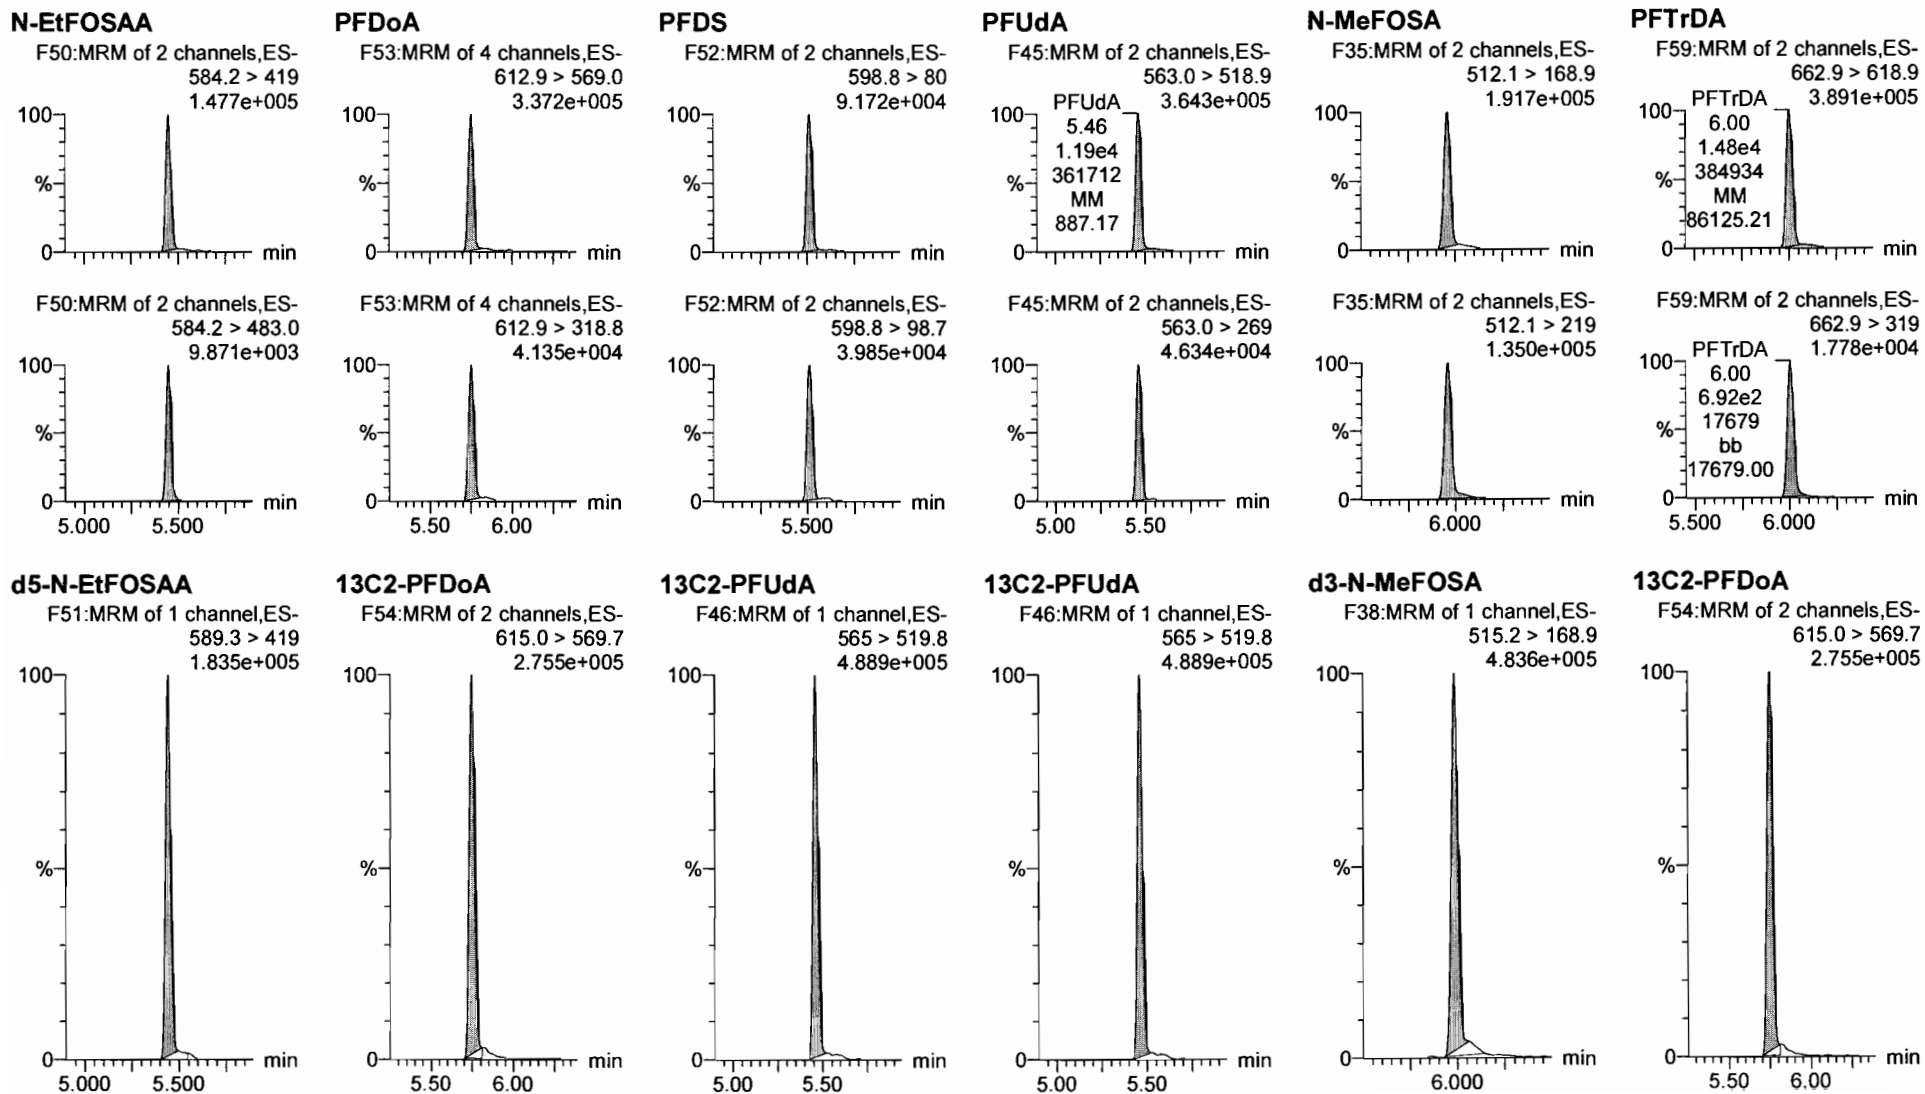 N-EtFOSAA
F50:MRM of 2 channels,ES-
584.2 > 419
1.477e+005
100
%
0
min
F50:MRM of 2 channels,ES-
584.2 > 483.0
9.871e+003
100
%
0
min
5.000 5.500
d5-N-EtFOSAA
F51:MRM of 1 channel,ES-
589.3 > 419
1.835e+005
100
%
0
min
5.000 5.500
PFDoA
F53:MRM of 4 channels,ES-
612.9 > 569.0
3.372e+005
100
%
0
min
F53:MRM of 4 channels,ES-
612.9 > 318.8
4.135e+004
100
%
0
min
5.50 6.00
13C2-PFDoA
F54:MRM of 2 channels,ES-
615.0 > 569.7
2.755e+005
100
%
0
min
5.50 6.00
PFDS
F52:MRM of 2 channels,ES-
598.8 > 80
9.172e+004
100
%
0
min
F52:MRM of 2 channels,ES-
598.8 > 98.7
3.985e+004
100
%
0
min
5.500
13C2-PFUdA
F46:MRM of 1 channel,ES-
565 > 519.8
4.889e+005
100
%
0
min
5.00 5.50
PFUdA
F45:MRM of 2 channels,ES-
563.0 > 518.9
3.643e+005
PFUdA
5.46
1.19e4
361712
MM
887.17
100
%
0
min
F45:MRM of 2 channels,ES-
563.0 > 269
4.634e+004
100
%
0
min
5.00 5.50
13C2-PFUdA
F46:MRM of 1 channel,ES-
565 > 519.8
4.889e+005
100
%
0
min
5.00 5.50
N-MeFOSA
F35:MRM of 2 channels,ES-
512.1 > 168.9
1.917e+005
100
%
0
min
F35:MRM of 2 channels,ES-
512.1 > 219
1.350e+005
100
%
0
min
6.000
d3-N-MeFOSA
F38:MRM of 1 channel,ES-
515.2 > 168.9
4.836e+005
100
%
0
min
6.000
PFTrDA
F59:MRM of 2 channels,ES-
662.9 > 618.9
3.891e+005
PFTrDA
6.00
1.48e4
384934
MM
86125.21
100
%
0
min
F59:MRM of 2 channels,ES-
662.9 > 319
1.778e+004
PFTrDA
6.00
6.92e2
17679
bb
17679.00
100
%
0
min
5.500 6.000
13C2-PFDoA
F54:MRM of 2 channels,ES-
615.0 > 569.7
2.755e+005
100
%
0
min
5.50 6.00